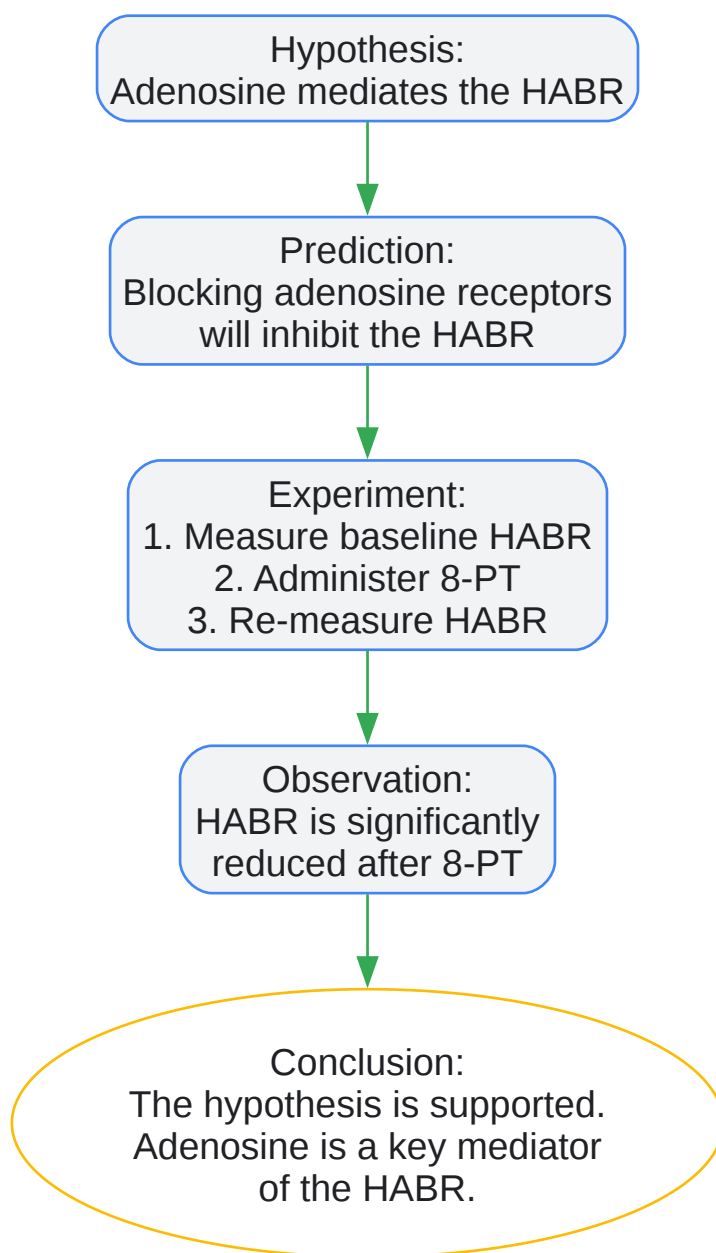 Hypothesis:
Adenosine mediates the HABR
Prediction:
Blocking adenosine receptors
will inhibit the HABR
Experiment:
1. Measure baseline HABR
2. Administer 8-PT
3. Re-measure HABR
Observation:
HABR is significantly
reduced after 8-PT
Conclusion:
The hypothesis is supported.
Adenosine is a key mediator
of the HABR.